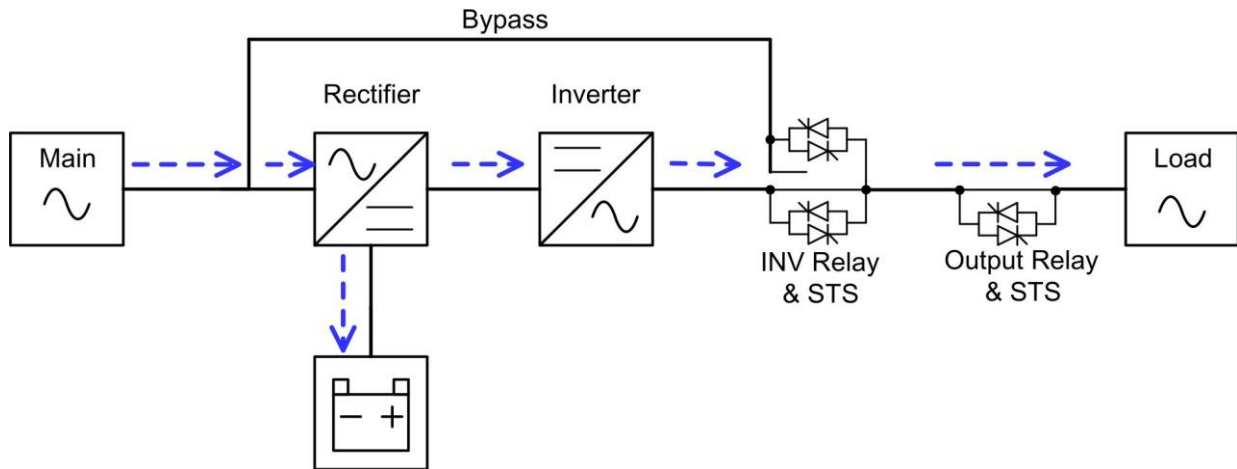 Bypass
Rectifier
Inverter
Main
Load
INV Relay
& STS
Output Relay
& STS